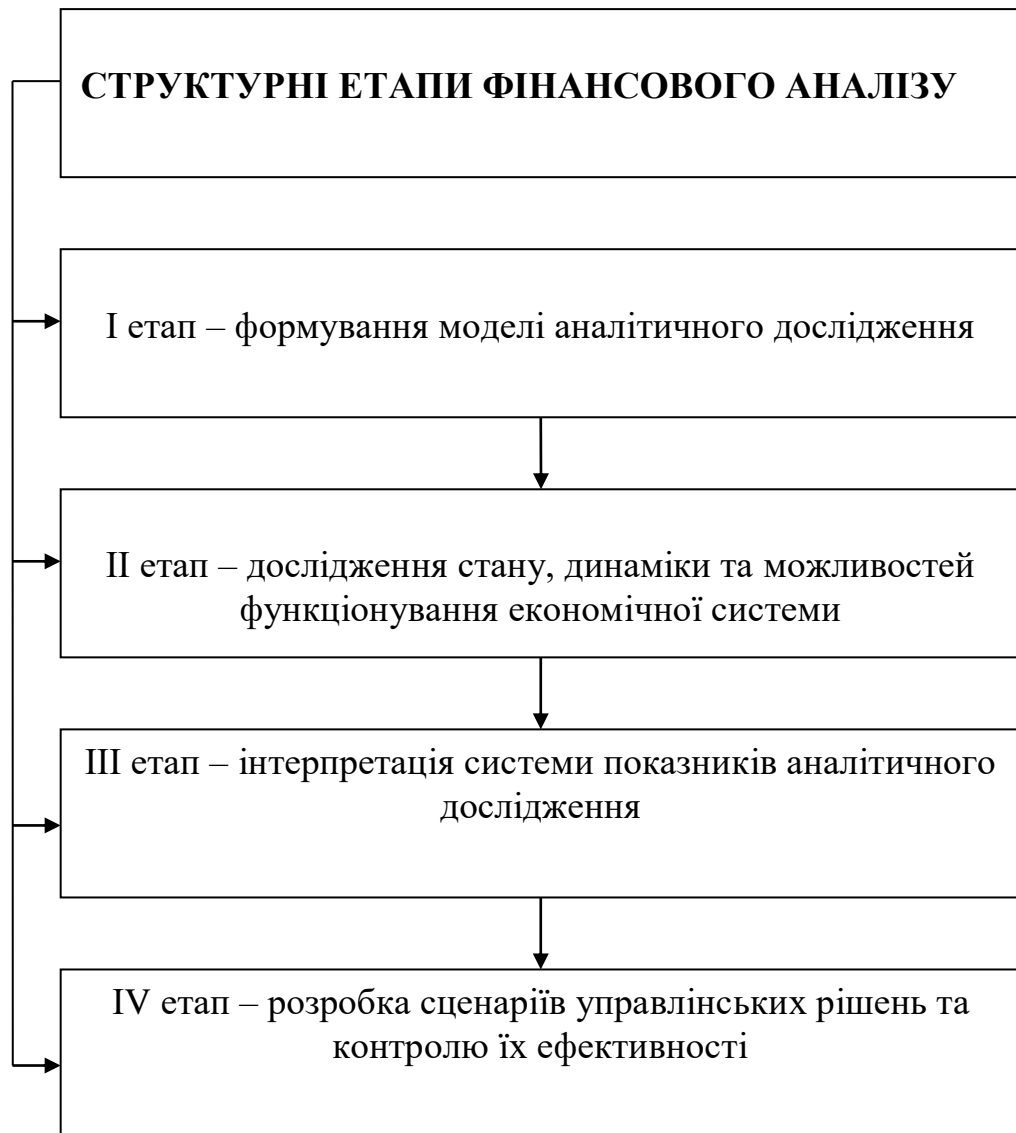 СТРУКТУРНІ ЕТАПИ ФІНАНСОВОГО АНАЛІЗУ
І етап – формування моделі аналітичного дослідження
ІІ етап – дослідження стану, динаміки та можливостей
функціонування економічної системи
ІІІ етап – інтерпретація системи показників аналітичного
дослідження
IV етап – розробка сценаріїв управлінських рішень та
контролю їх ефективності